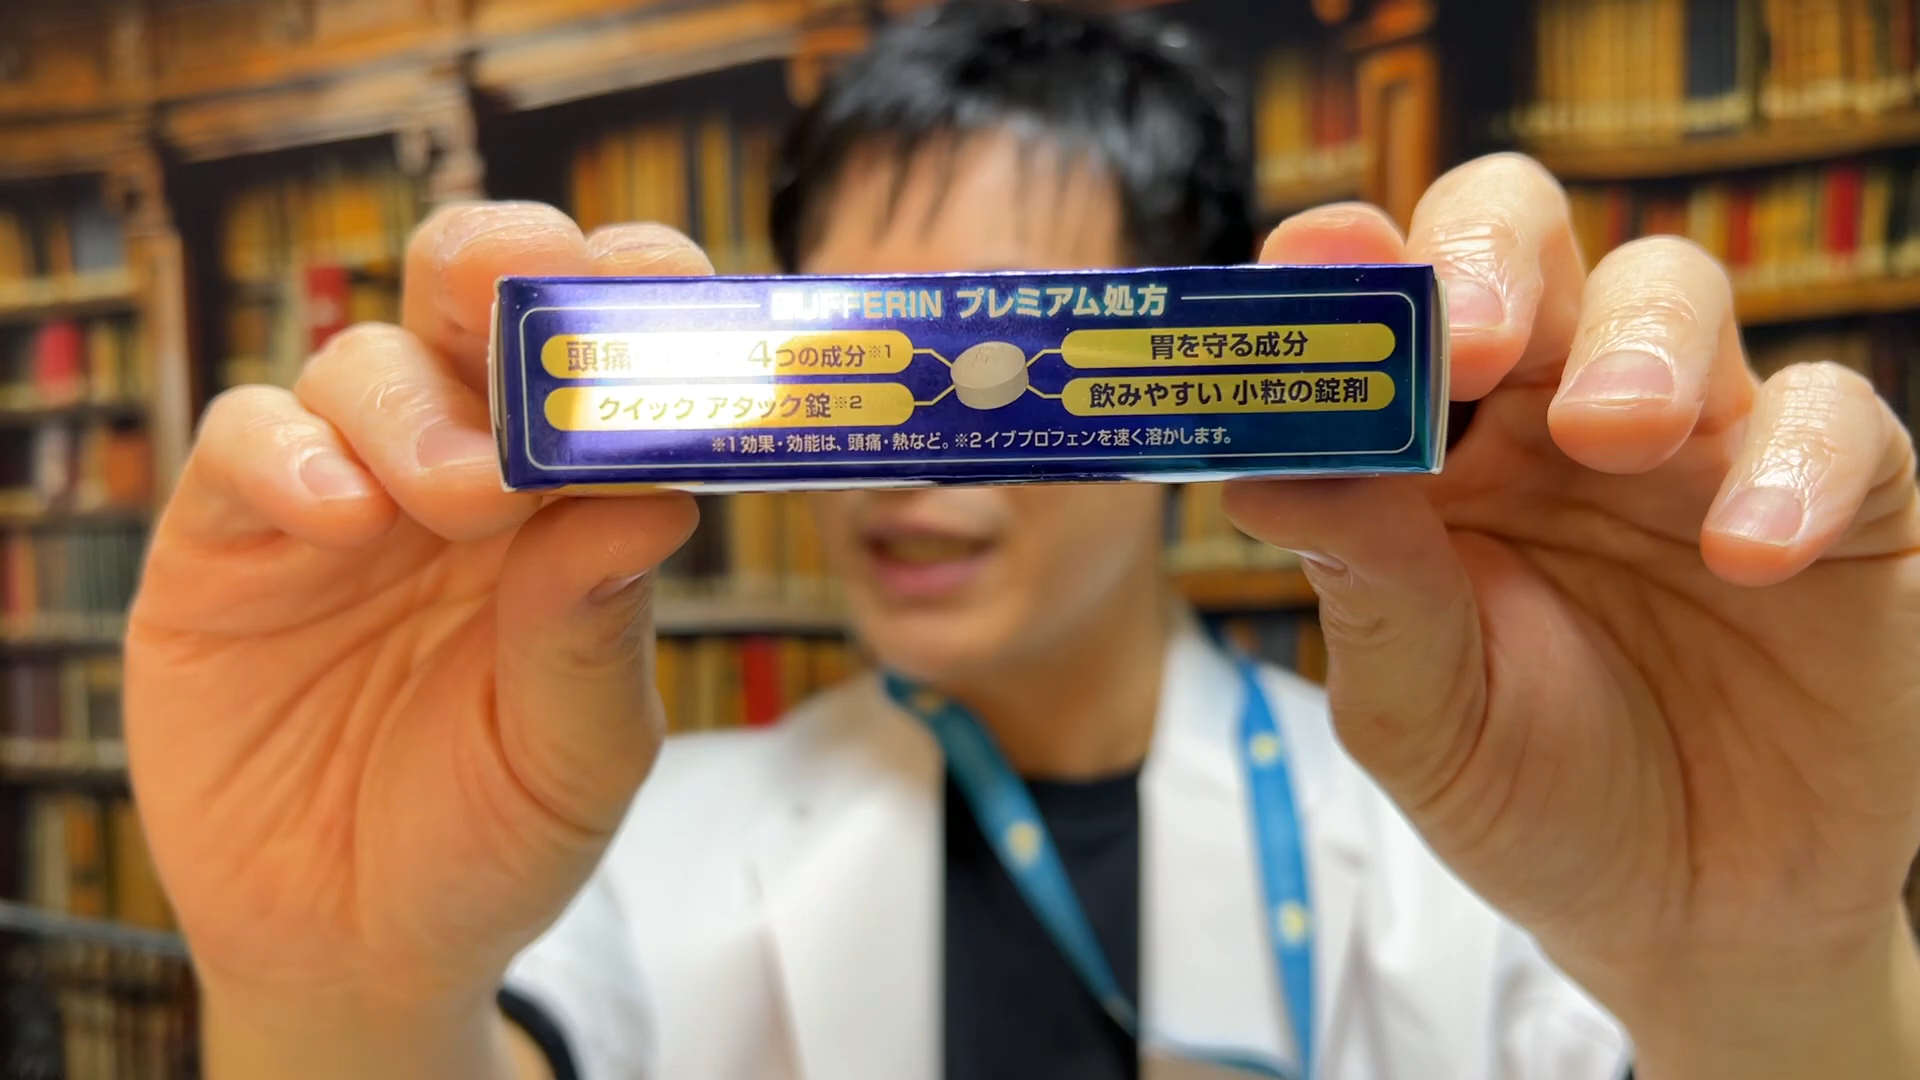 BUFFERIN プレミアム処方
頭痛 4つの成分※1
胃を守る成分
クイック アタック錠※2
飲みやすい 小粒の錠剤
※1 効果・効能は、頭痛・熱など。※2 イブプロフェンを速く溶かします。